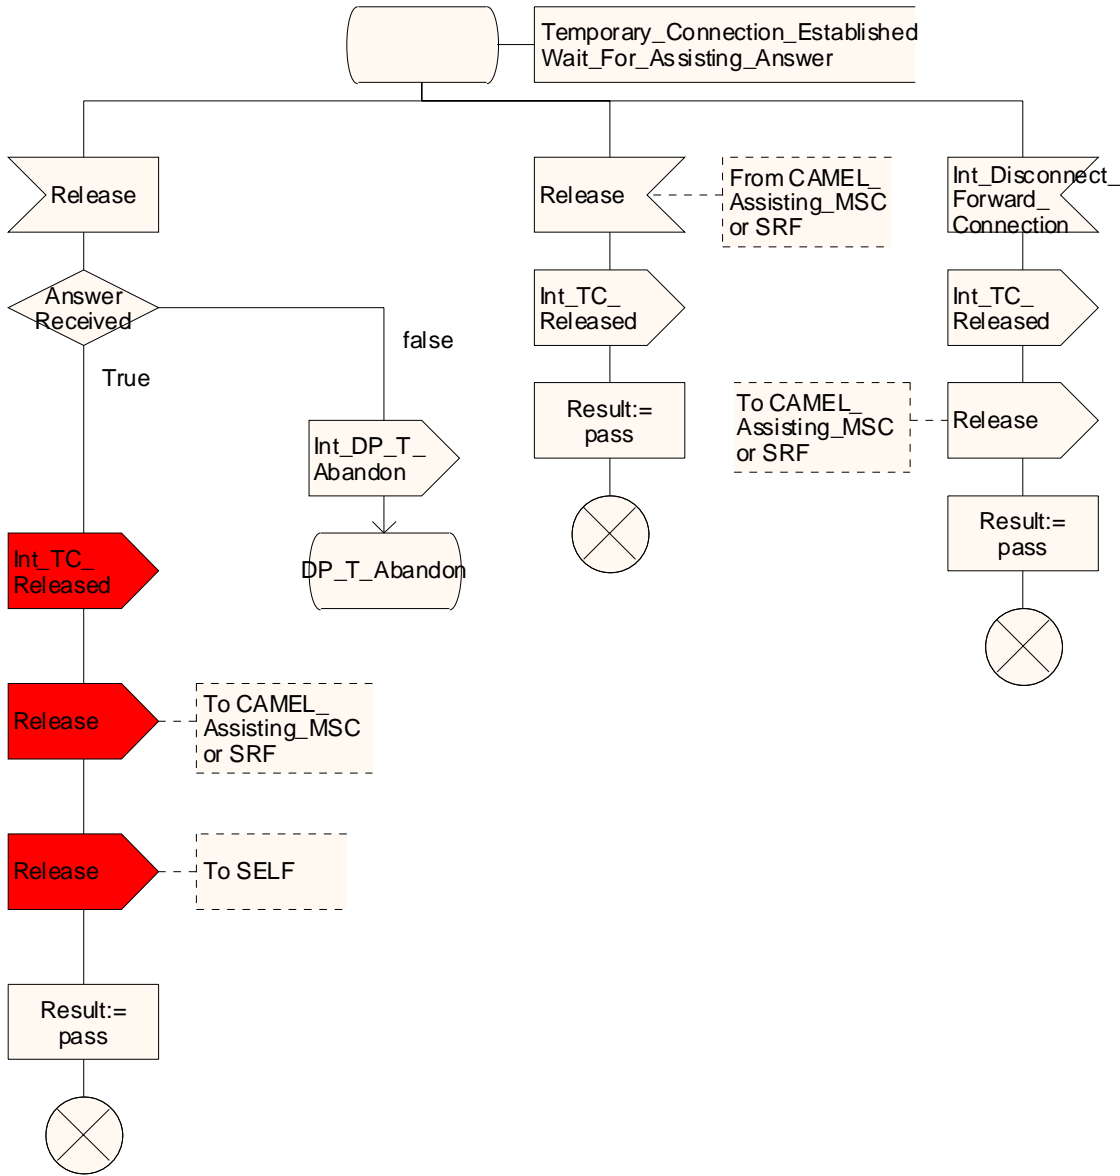 Temporary_Connection_Established
Wait_For_Assisting_Answer
Release
Release
From CAMEL_
Assisting_MSC
or SRF
Int_Disconnect_
Forward_
Connection
Answer
Received
false
True
Int_TC_
Released
Int_TC_
Released
Result:=
pass
To CAMEL_
Assisting_MSC
or SRF
Release
Int_DP_T_
Abandon
DP_T_Abandon
Result:=
pass
Int_TC_
Released
Release
To CAMEL_
Assisting_MSC
or SRF
Release
To SELF
Result:=
pass